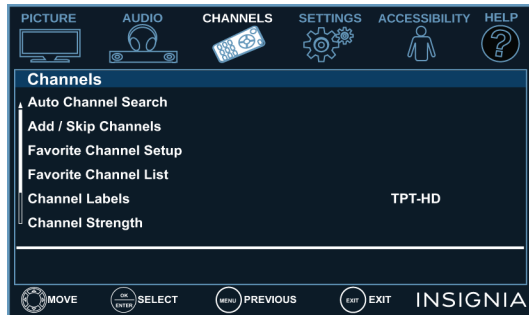 PICTURE AUDIO CHANNELS SETTINGS ACCESSIBILITY HELP
?
Channels
Auto Channel Search
Add / Skip Channels
Favorite Channel Setup
Favorite Channel List
Channel Labels TPT-HD
Channel Strength
MOVE OK ENTER SELECT MENU PREVIOUS EXIT EXIT INSIGNIA